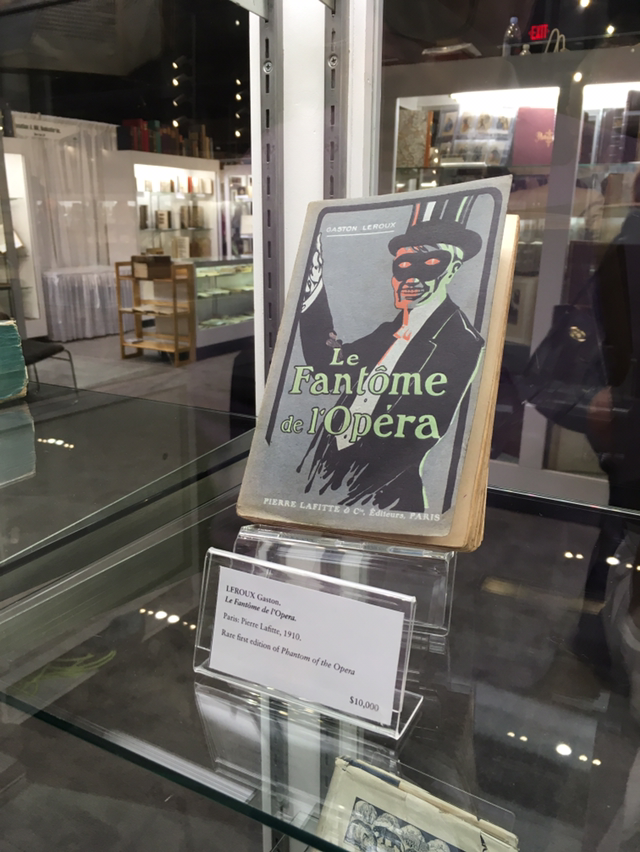 EXIT
GASTON LEROUX
Le
Fantôme
de l'Opéra
PIERRE LAFITTE & Cie, Éditeurs, PARIS
LEROUX Gaston.
Le Fantôme de l'Opera.
Paris: Pierre Lafitte, 1910.
Rare first edition of Phantom of the Opera
$10,000